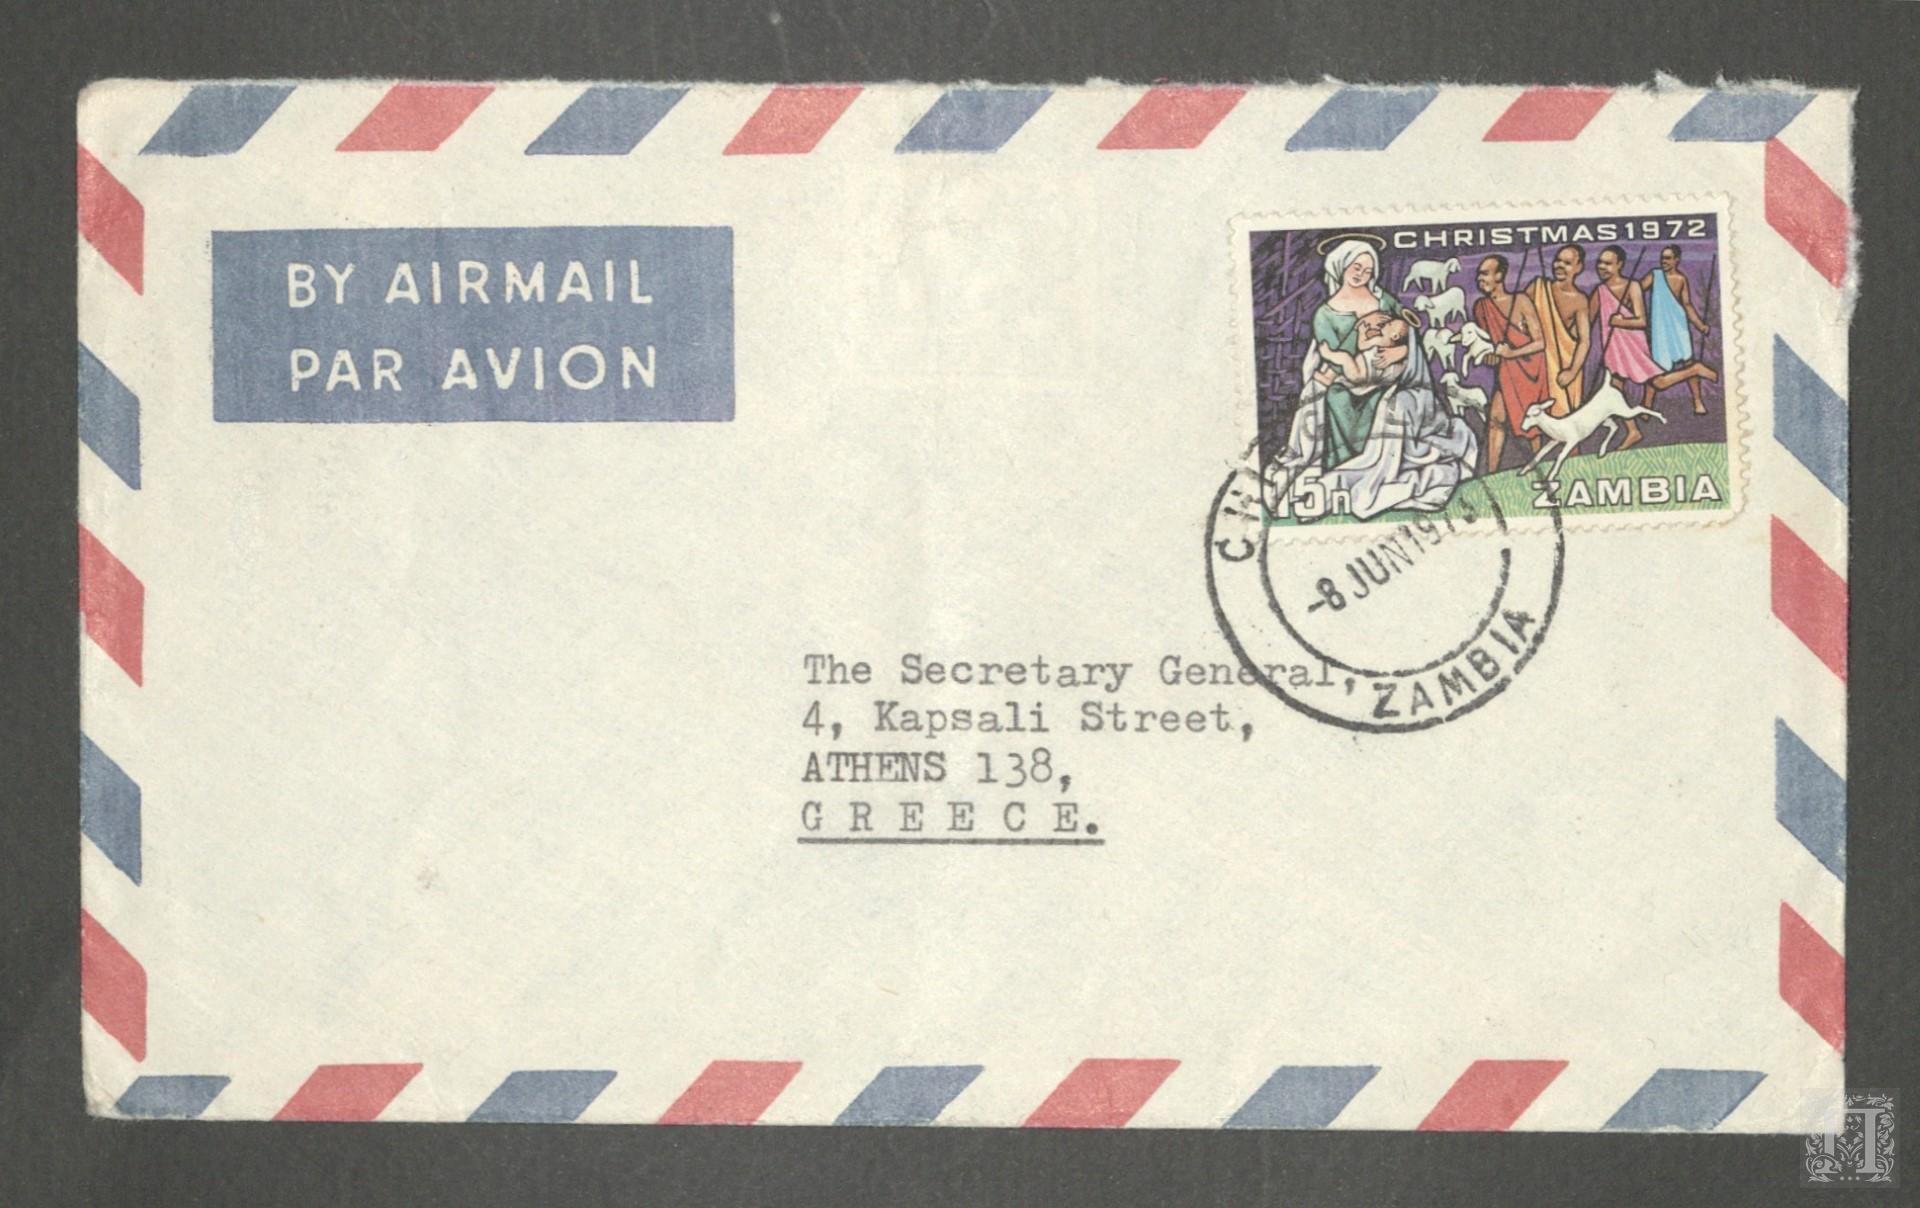 BY AIRMAIL
PAR AVION
CHRISTMAS 1972
15n
ZAMBIA
-8 JUN 1973
ZAMBIA
The Secretary General,
4, Kapsali Street,
ATHENS 138,
G R E E C E.